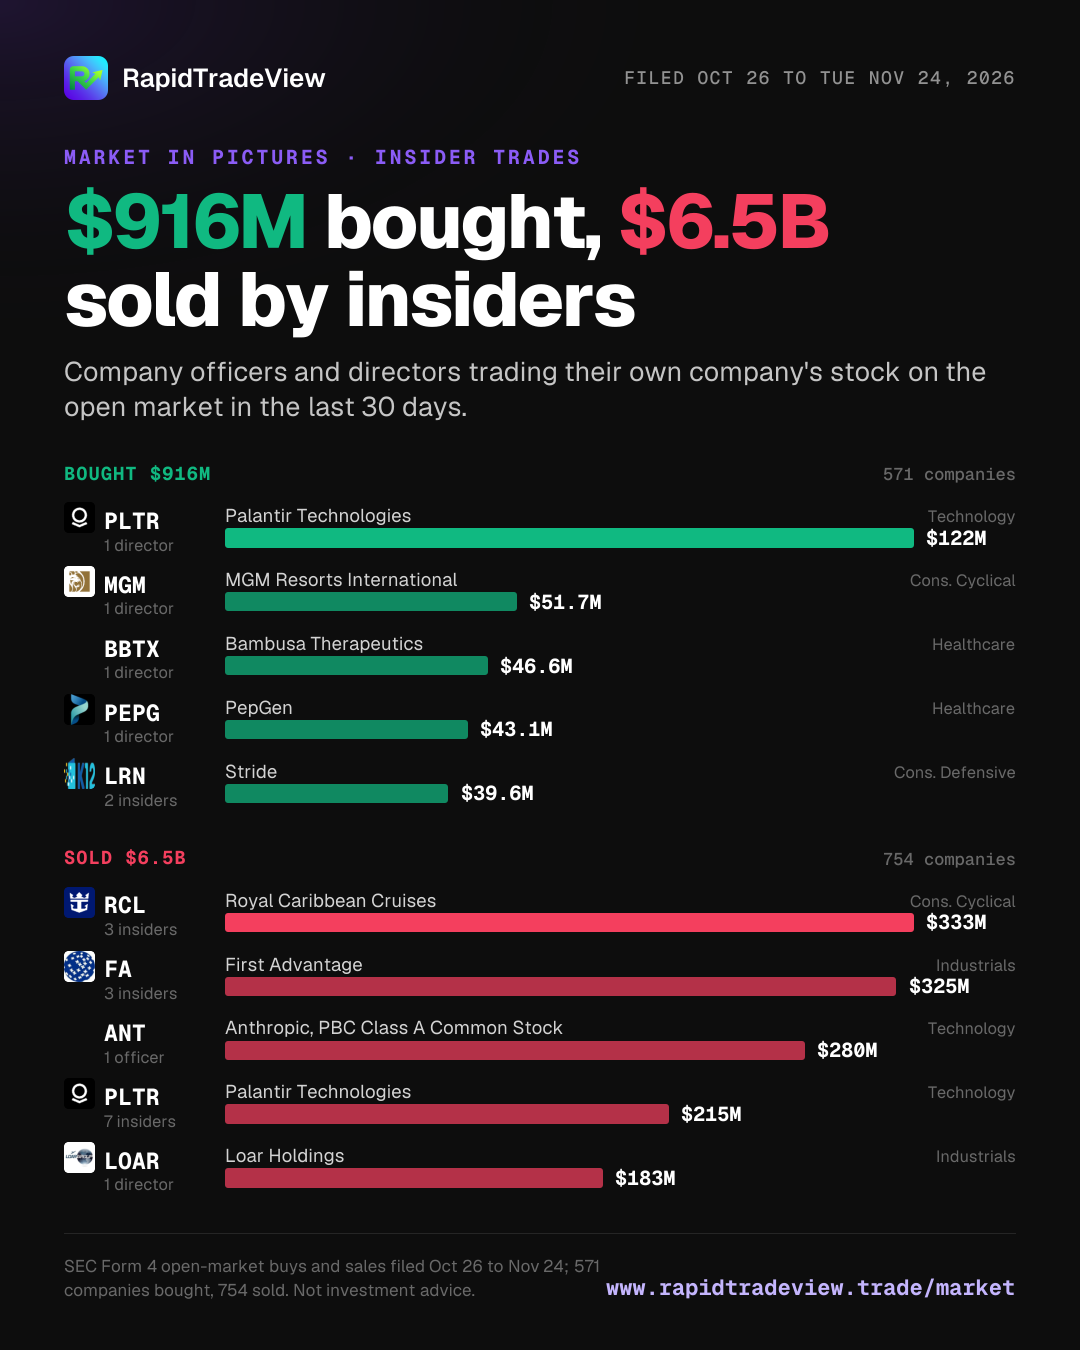 RapidTradeView
FILED OCT 26 TO TUE NOV 24, 2026
MARKET IN PICTURES · INSIDER TRADES
$916M bought, $6.5B
sold by insiders
Company officers and directors trading their own company's stock on the
open market in the last 30 days.
BOUGHT $916M
571 companies
PLTR
1 director
Palantir Technologies
Technology
$122M
MGM
1 director
MGM Resorts International
Cons. Cyclical
$51.7M
BBTX
1 director
Bambusa Therapeutics
Healthcare
$46.6M
PEPG
1 director
PepGen
Healthcare
$43.1M
K12
LRN
2 insiders
Stride
Cons. Defensive
$39.6M
SOLD $6.5B
754 companies
RCL
3 insiders
Royal Caribbean Cruises
Cons. Cyclical
$333M
FA
3 insiders
First Advantage
Industrials
$325M
ANT
1 officer
Anthropic, PBC Class A Common Stock
Technology
$280M
PLTR
7 insiders
Palantir Technologies
Technology
$215M
LOAR
1 director
Loar Holdings
Industrials
$183M
SEC Form 4 open-market buys and sales filed Oct 26 to Nov 24; 571
companies bought, 754 sold. Not investment advice.
www.rapidtradeview.trade/market